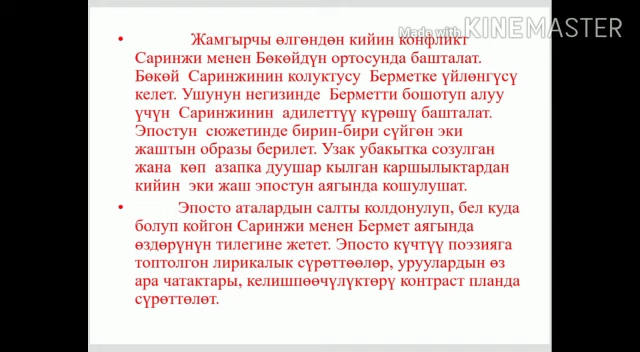 Made with KINEMASTER
• Жамгырчы өлгөндөн кийин конфликт
Саринжи менен Бөкөйдүн ортосунда башталат.
Бөкөй Саринжинин колуктусу Берметке үйлөнгүсү
келет. Ушунун негизинде Берметти бошотуп алуу
үчүн Саринжинин адилеттүү күрөшү башталат.
Эпостун сюжетинде бирин-бири сүйгөн эки
жаштын образы берилет. Узак убакытка созулган
жана көп азапка дуушар кылган каршылыктардан
кийин эки жаш эпостун аягында кошулушат.
• Эпосто аталардын салты колдонулуп, бел куда
болуп койгон Саринжи менен Бермет аягында
өздөрүнүн тилегине жетет. Эпосто күчтүү поэзияга
топтолгон лирикалык сүрөттөөлөр, уруулардын өз
ара чатактары, келишпөөчүлүктөрү контраст планда
сүрөттөлөт.